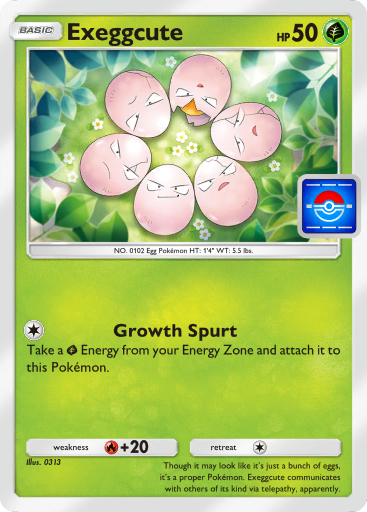 BASIC Exeggcute HP 50
NO. 0102 Egg Pokémon HT: 1'4" WT: 5.5 lbs.
Growth Spurt
Take a Energy from your Energy Zone and attach it to
this Pokémon.
weakness +20 retreat
Illus. 0313
Though it may look like it's just a bunch of eggs,
it's a proper Pokémon. Exeggcute communicates
with others of its kind via telepathy, apparently.